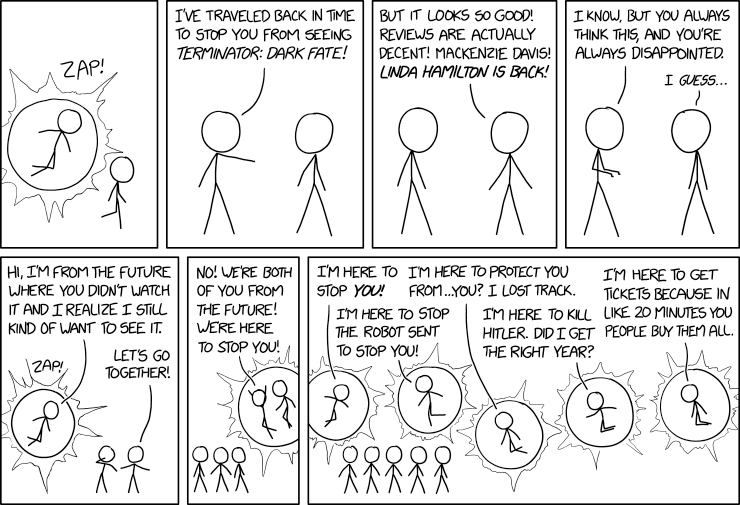 ZAP!
I'VE TRAVELED BACK IN TIME
TO STOP YOU FROM SEEING
TERMINATOR: DARK FATE!
BUT IT LOOKS SO GOOD!
REVIEWS ARE ACTUALLY
DECENT! MACKENZIE DAVIS!
LINDA HAMILTON IS BACK!
I KNOW, BUT YOU ALWAYS
THINK THIS, AND YOU'RE
ALWAYS DISAPPOINTED.
I GUESS...
HI, I'M FROM THE FUTURE
WHERE YOU DIDN'T WATCH
IT AND I REALIZE I STILL
KIND OF WANT TO SEE IT.
ZAP!
LET'S GO
TOGETHER!
NO! WE'RE BOTH
OF YOU FROM
THE FUTURE!
WE'RE HERE
TO STOP YOU!
I'M HERE TO
STOP YOU!
I'M HERE TO STOP
THE ROBOT SENT
TO STOP YOU!
I'M HERE TO PROTECT YOU
FROM...YOU? I LOST TRACK.
I'M HERE TO KILL
HITLER. DID I GET
THE RIGHT YEAR?
I'M HERE TO GET
TICKETS BECAUSE IN
LIKE 20 MINUTES YOU
PEOPLE BUY THEM ALL.